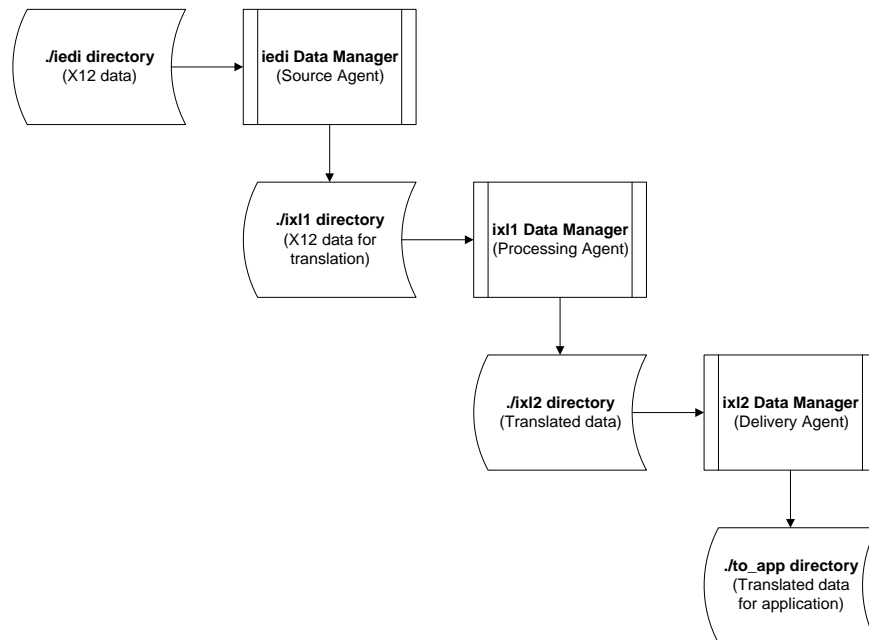 ./iedi directory
(X12 data)
iedi Data Manager
(Source Agent)
./ixl1 directory
(X12 data for
translation)
ixl1 Data Manager
(Processing Agent)
./ixl2 directory
(Translated data)
ixl2 Data Manager
(Delivery Agent)
./to_app directory
(Translated data
for application)